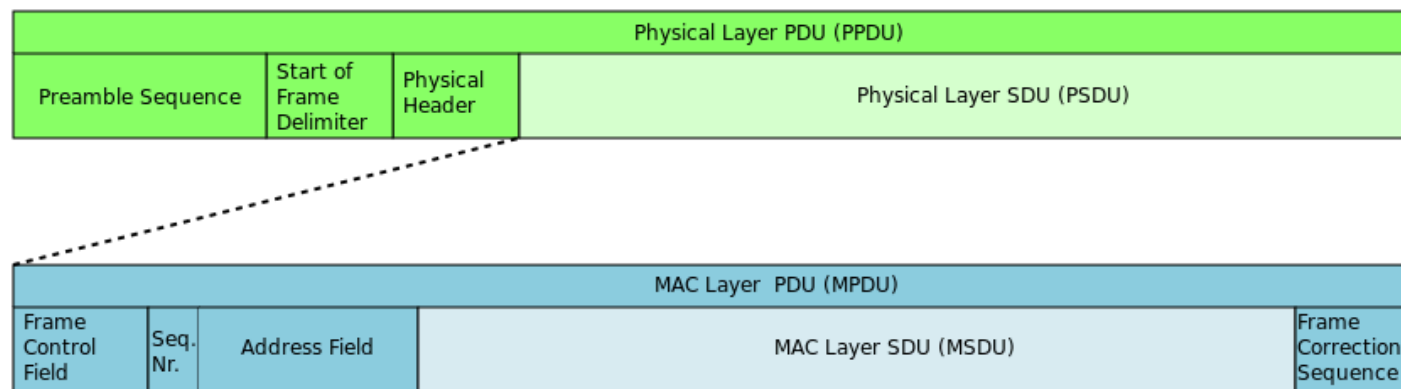 Physical Layer PDU (PPDU)
Preamble Sequence
Start of
Frame
Delimiter
Physical
Header
Physical Layer SDU (PSDU)
MAC Layer  PDU (MPDU)
Frame
Control
Field
Seq.
Nr.
Address Field
MAC Layer SDU (MSDU)
Frame
Correction
Sequence